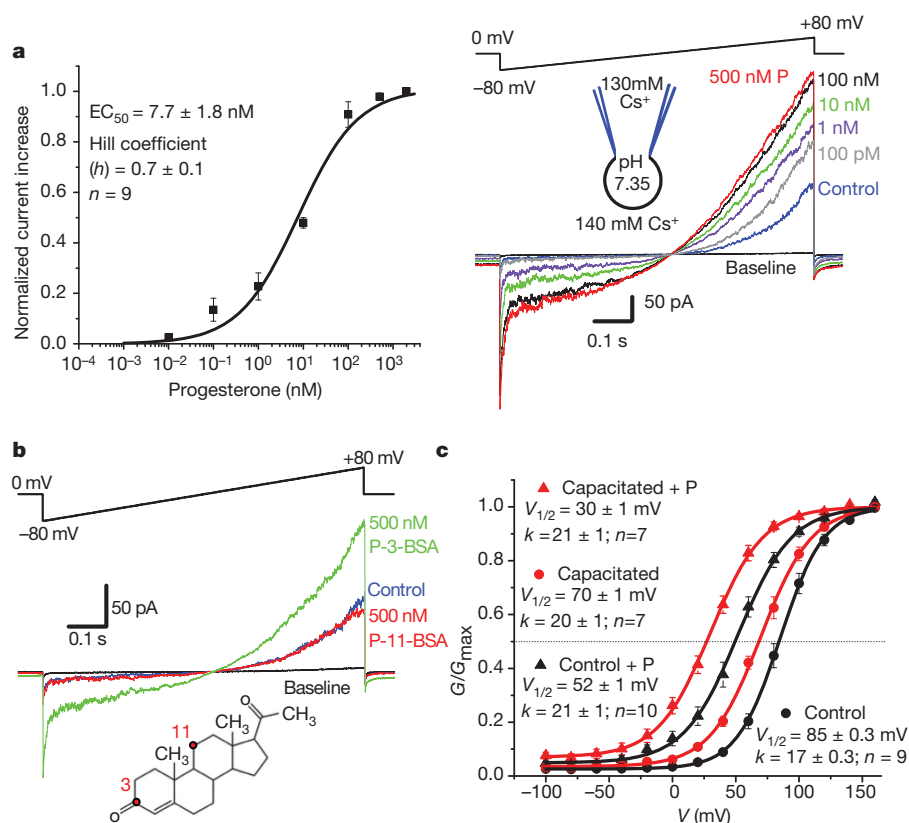 a
Normalized current increase
1.0
0.8
0.6
0.4
0.2
0.0
EC50 = 7.7 ± 1.8 nM
Hill coefficient
(h) = 0.7 ± 0.1
n = 9
10−4 10−3 10−2 10−1 100 101 102 103
Progesterone (nM)
0 mV
+80 mV
−80 mV
130mM
Cs+
pH
7.35
140 mM Cs+
500 nM P
100 nM
10 nM
1 nM
100 pM
Control
Baseline
50 pA
0.1 s
b
0 mV
+80 mV
−80 mV
500 nM
P-3-BSA
Control
500 nM
P-11-BSA
50 pA
0.1 s
Baseline
O
CH3
CH3
11
CH3
3
O
c
G/Gmax
1.0
0.8
0.6
0.4
0.2
0.0
Capacitated + P
V1/2 = 30 ± 1 mV
k = 21 ± 1; n=7
Capacitated
V1/2 = 70 ± 1 mV
k = 20 ± 1; n=7
Control + P
V1/2 = 52 ± 1 mV
k = 21 ± 1; n=10
Control
V1/2 = 85 ± 0.3 mV
k = 17 ± 0.3; n = 9
−100 −50 0 50 100 150
V (mV)